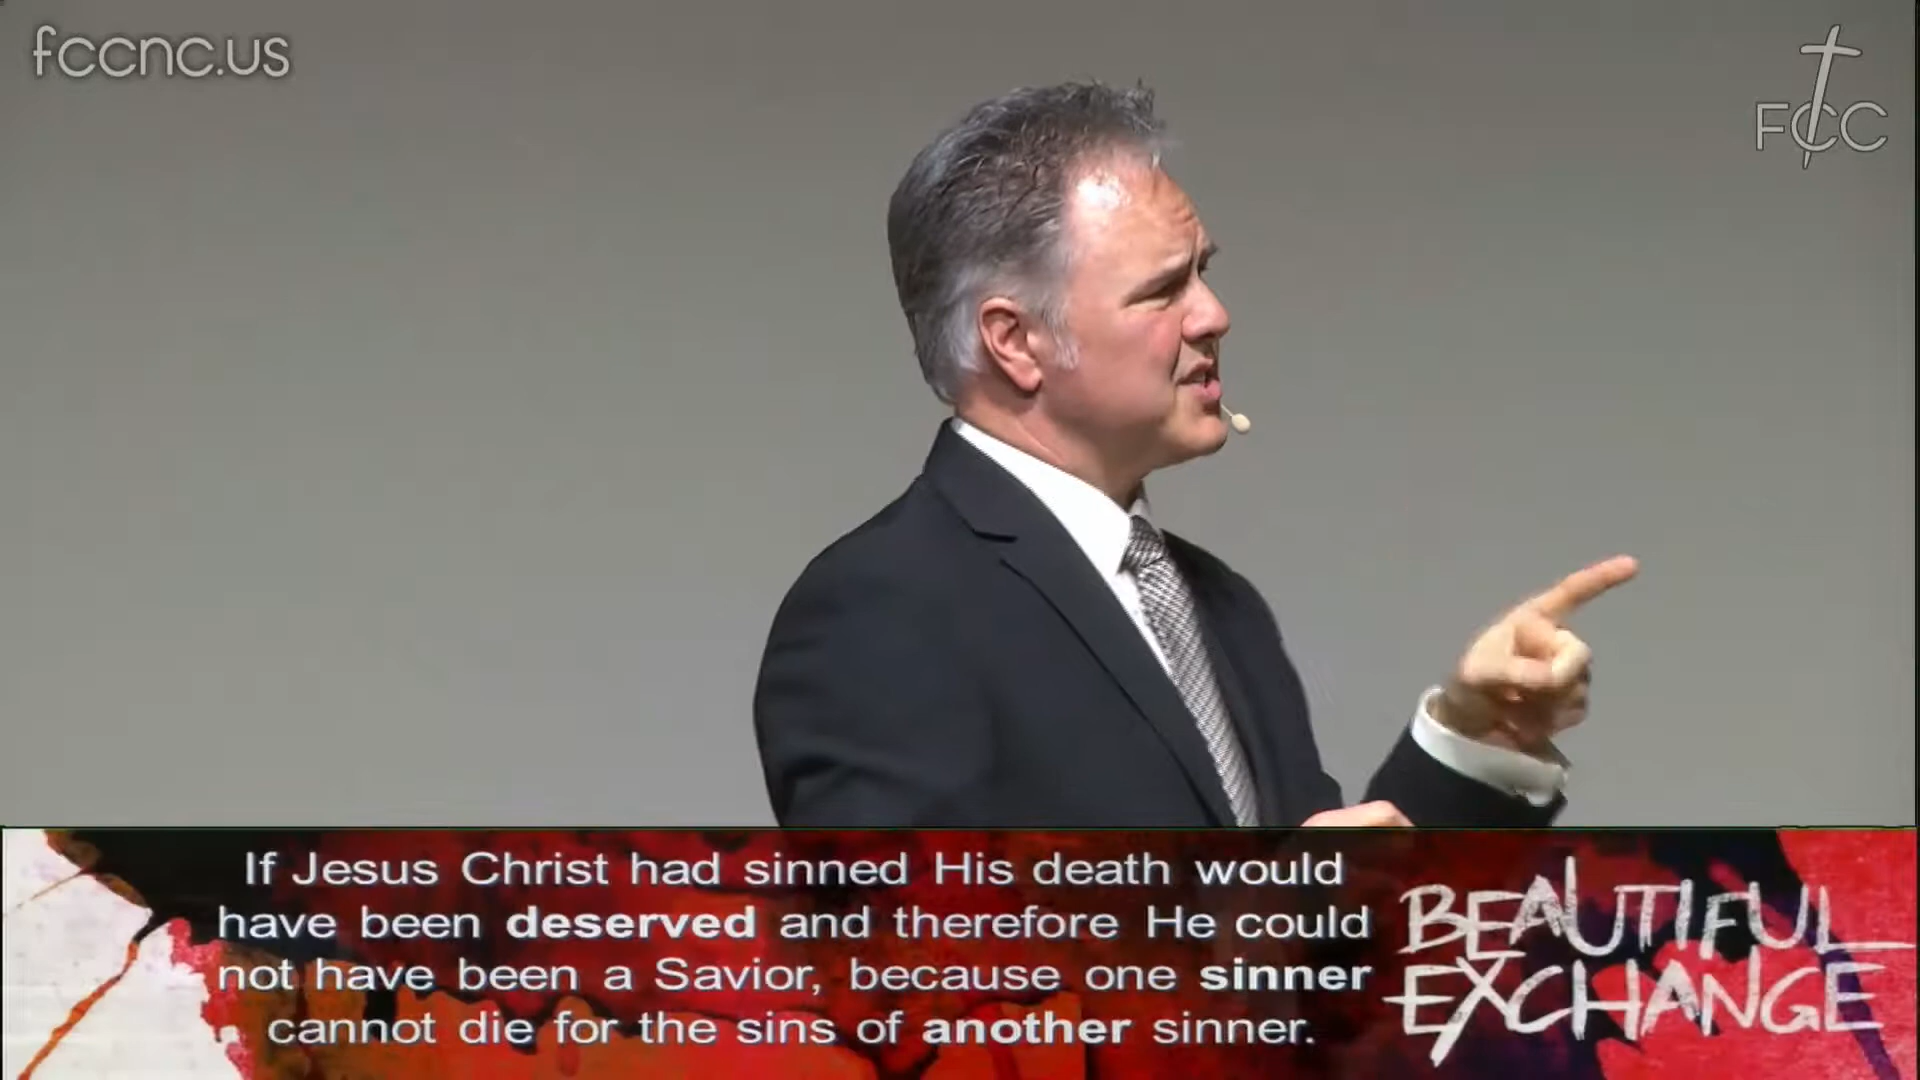 fccnc.us
FCC
If Jesus Christ had sinned His death would
have been deserved and therefore He could
not have been a Savior, because one sinner
cannot die for the sins of another sinner.
BEAUTIFUL
EXCHANGE